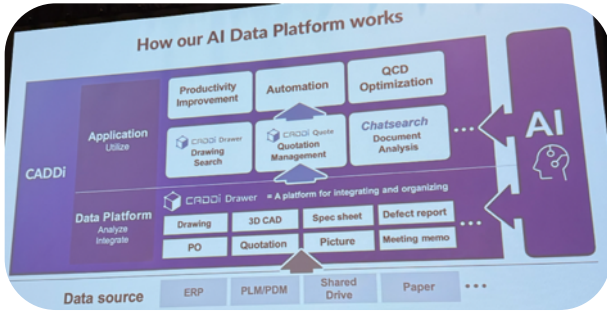 How our AI Data Platform works
CADDi
Application
Utilize
Productivity
Improvement
Automation
QCD
Optimization
CADDi Drawer
Drawing
Search
CADDi Quote
Quotation
Management
Chatsearch
Document
Analysis
...
AI
Data Platform
Analyze
Integrate
CADDi Drawer = A platform for integrating and organizing
Drawing
3D CAD
Spec sheet
Defect report
PO
Quotation
Picture
Meeting memo
...
Data source
ERP
PLM/PDM
Shared
Drive
Paper
...